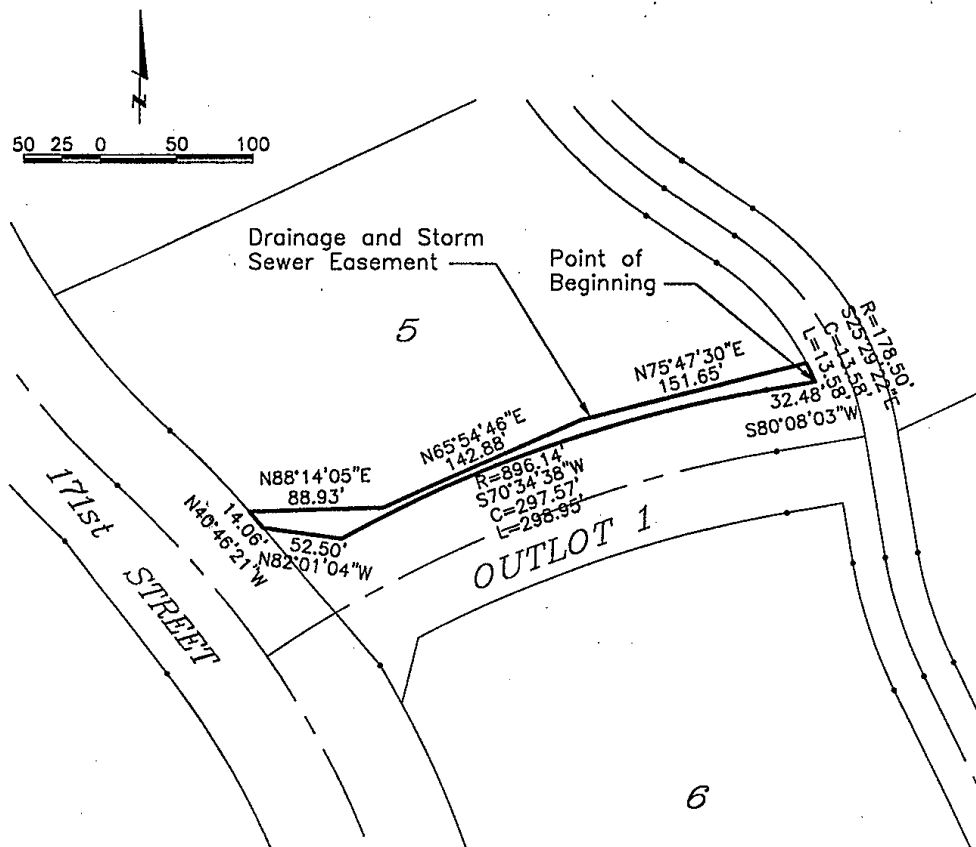 N
50 25 0 50 100
Drainage and Storm
Sewer Easement
Point of
Beginning
5
R=178.50'
S25°29'22"E
C=13.58'
L=13.58'
N75°47'30"E
151.65'
32.48'
S80°08'03"W
N65°54'46"E
142.88'
R=896.14'
S70°34'38"W
C=297.57'
L=298.95'
N88°14'05"E
88.93'
14.06'
N40°46'21"W
52.50'
N82°01'04"W
OUTLOT 1
171st
STREET
6